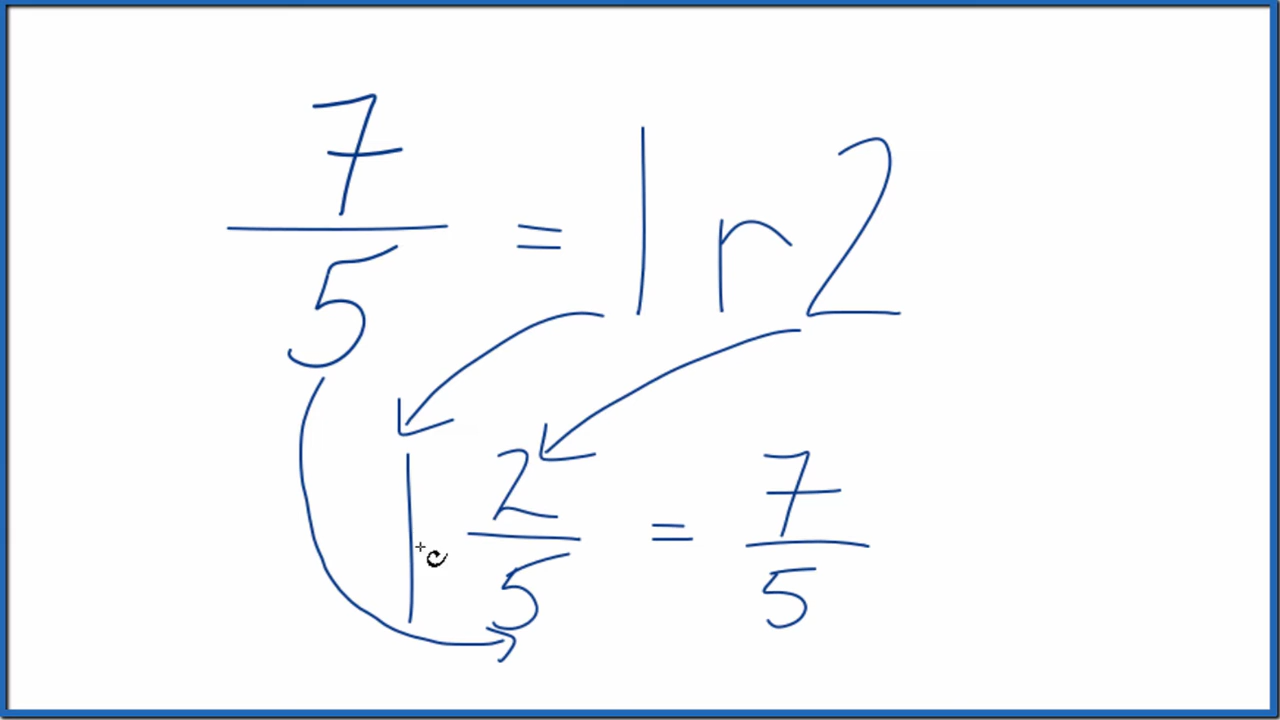 7/5 = 1 r 2
1 2/5 = 7/5